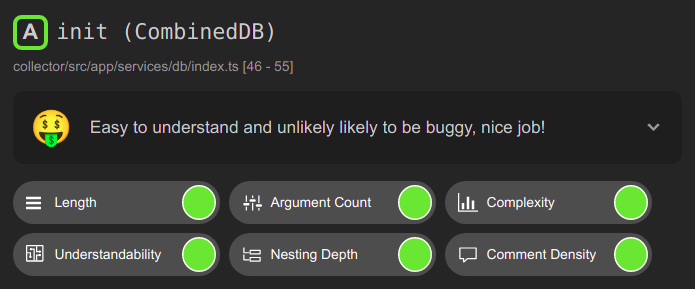 A init (CombinedDB)
collector/src/app/services/db/index.ts [46 - 55]
Easy to understand and unlikely likely to be buggy, nice job!
Length Argument Count Complexity
Understandability Nesting Depth Comment Density